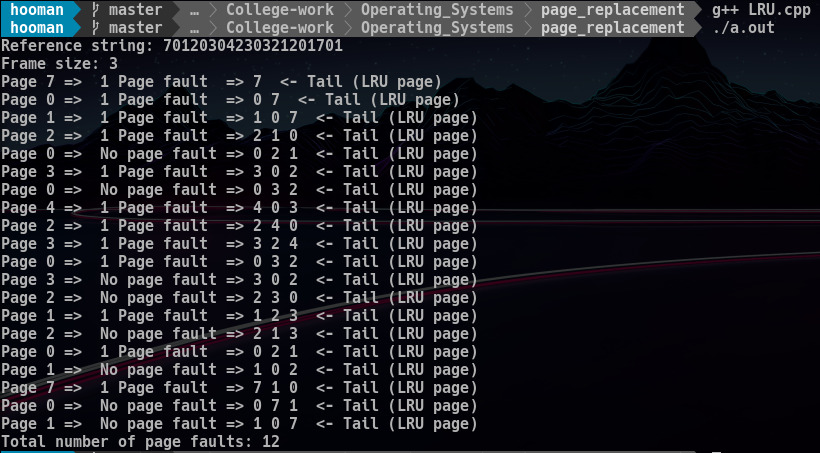 hooman master … College-work Operating_Systems page_replacement g++ LRU.cpp
hooman master … College-work Operating_Systems page_replacement ./a.out
Reference string: 70120304230321201701
Frame size: 3
Page 7 =>  1 Page fault  => 7  <- Tail (LRU page)
Page 0 =>  1 Page fault  => 0 7  <- Tail (LRU page)
Page 1 =>  1 Page fault  => 1 0 7  <- Tail (LRU page)
Page 2 =>  1 Page fault  => 2 1 0  <- Tail (LRU page)
Page 0 =>  No page fault => 0 2 1  <- Tail (LRU page)
Page 3 =>  1 Page fault  => 3 0 2  <- Tail (LRU page)
Page 0 =>  No page fault => 0 3 2  <- Tail (LRU page)
Page 4 =>  1 Page fault  => 4 0 3  <- Tail (LRU page)
Page 2 =>  1 Page fault  => 2 4 0  <- Tail (LRU page)
Page 3 =>  1 Page fault  => 3 2 4  <- Tail (LRU page)
Page 0 =>  1 Page fault  => 0 3 2  <- Tail (LRU page)
Page 3 =>  No page fault => 3 0 2  <- Tail (LRU page)
Page 2 =>  No page fault => 2 3 0  <- Tail (LRU page)
Page 1 =>  1 Page fault  => 1 2 3  <- Tail (LRU page)
Page 2 =>  No page fault => 2 1 3  <- Tail (LRU page)
Page 0 =>  1 Page fault  => 0 2 1  <- Tail (LRU page)
Page 1 =>  No page fault => 1 0 2  <- Tail (LRU page)
Page 7 =>  1 Page fault  => 7 1 0  <- Tail (LRU page)
Page 0 =>  No page fault => 0 7 1  <- Tail (LRU page)
Page 1 =>  No page fault => 1 0 7  <- Tail (LRU page)
Total number of page faults: 12